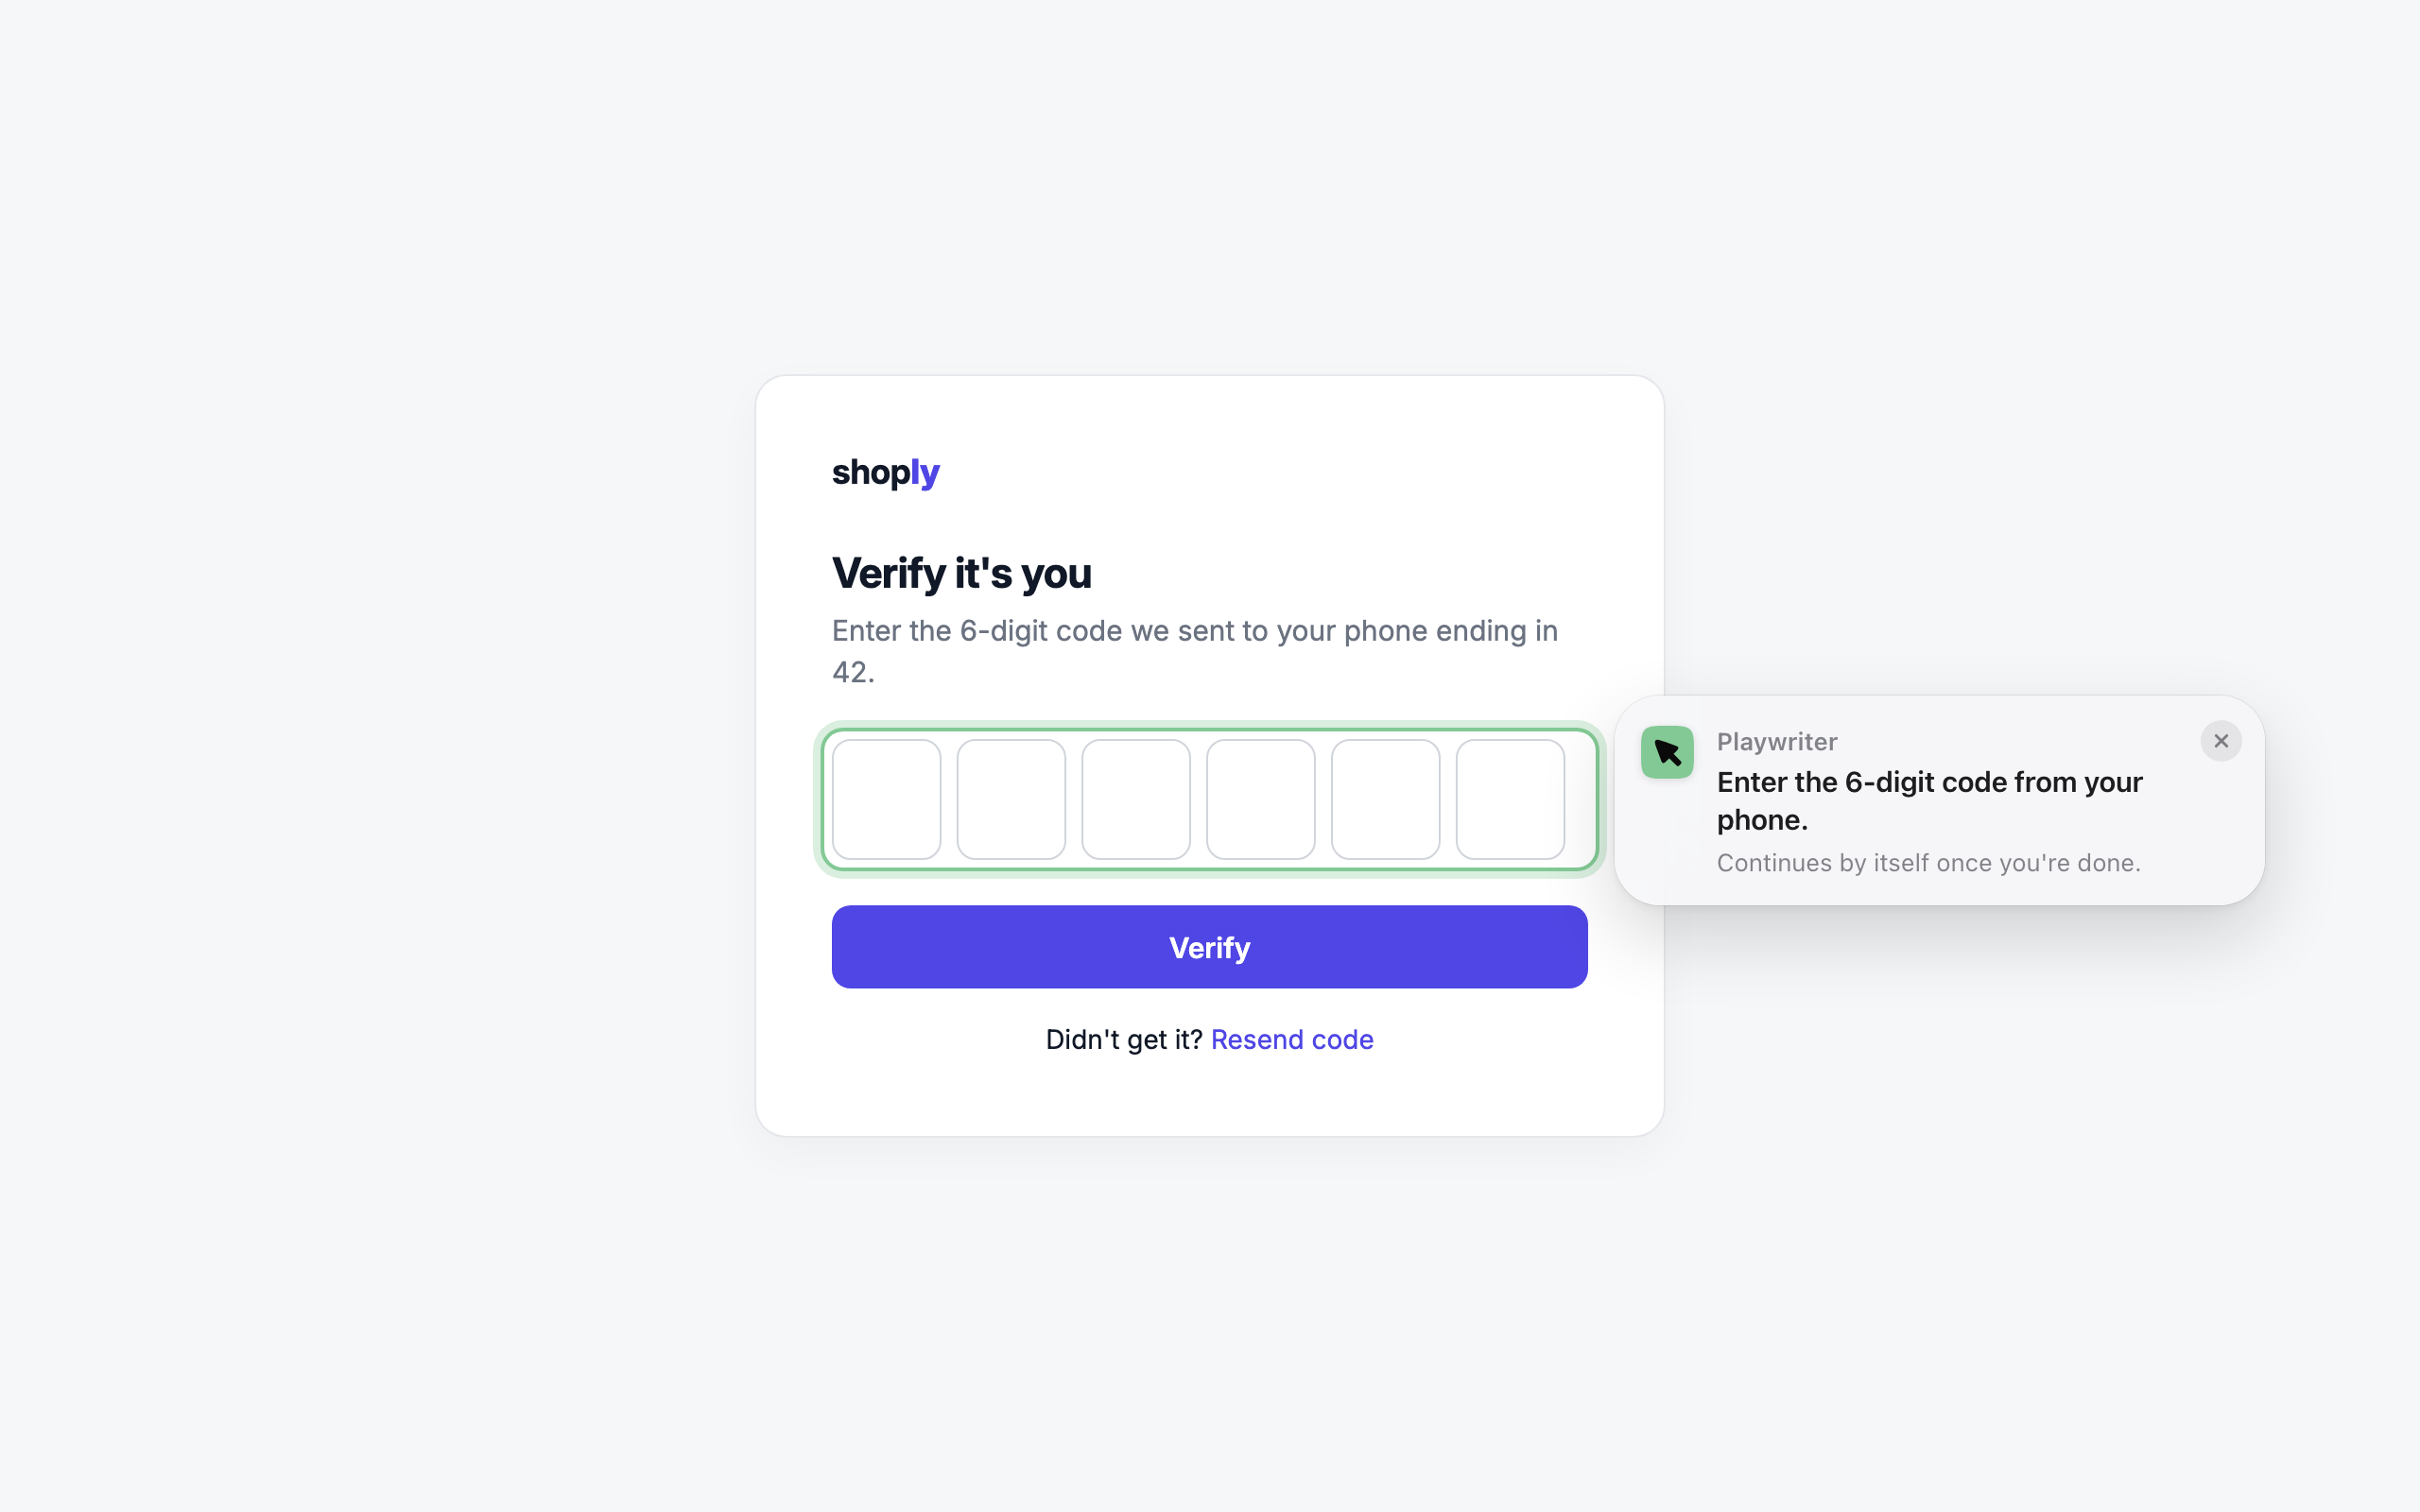 shoply
Verify it's you
Enter the 6-digit code we sent to your phone ending in
42.
Playwriter
Enter the 6-digit code from your
phone.
Continues by itself once you're done.
Verify
Didn't get it? Resend code